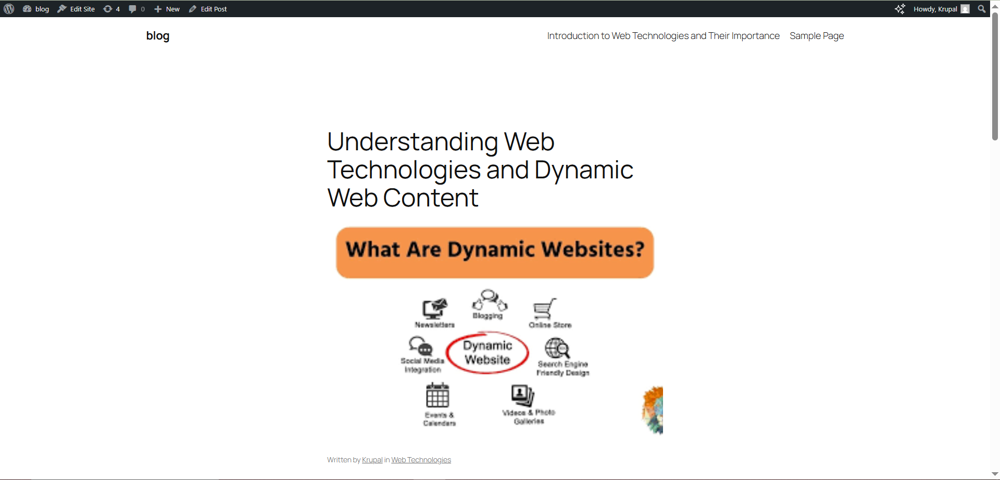 blog Edit Site 4 0 New Edit Post Howdy, Krupal
blog Introduction to Web Technologies and Their Importance Sample Page
Understanding Web
Technologies and Dynamic
Web Content
What Are Dynamic Websites?
Blogging
Newsletters
Online Store
Dynamic
Website
Social Media
Integration
Search Engine
Friendly Design
Events &
Calendars
Videos & Photo
Galleries
Written by Krupal in Web Technologies